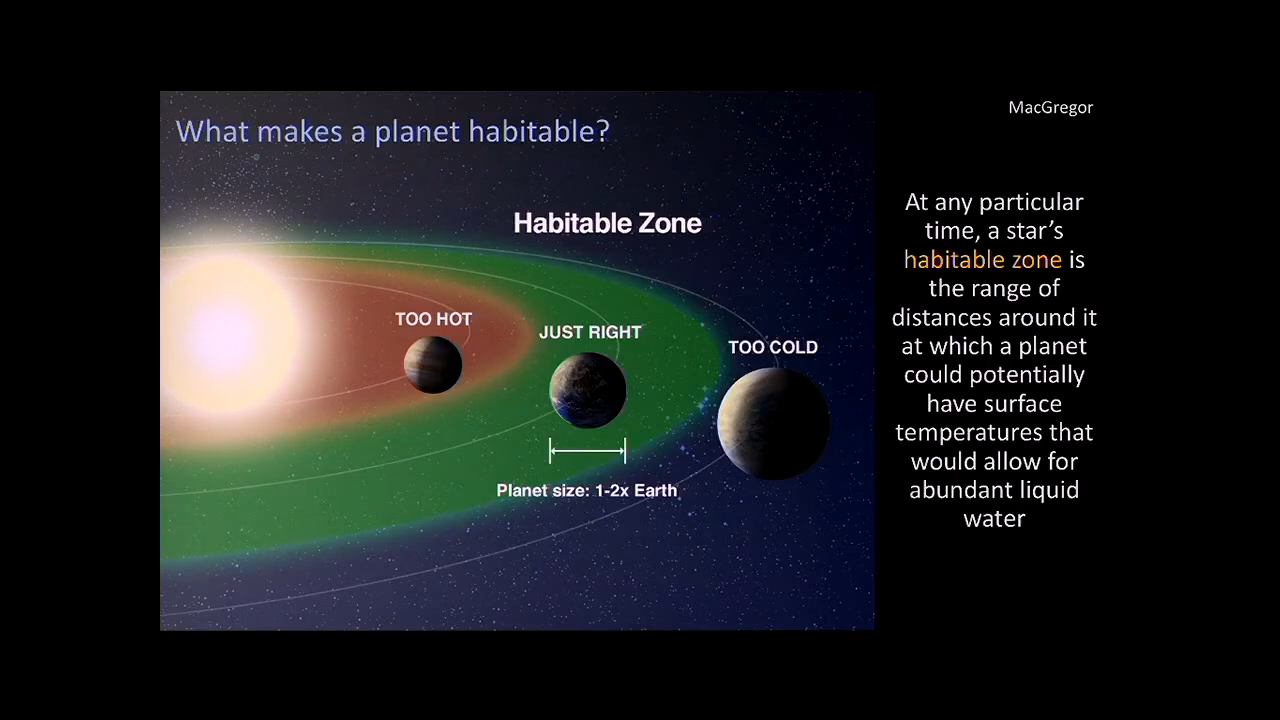 MacGregor
What makes a planet habitable?
Habitable Zone
TOO HOT
JUST RIGHT
TOO COLD
Planet size: 1-2x Earth
At any particular
time, a star’s
habitable zone is
the range of
distances around it
at which a planet
could potentially
have surface
temperatures that
would allow for
abundant liquid
water